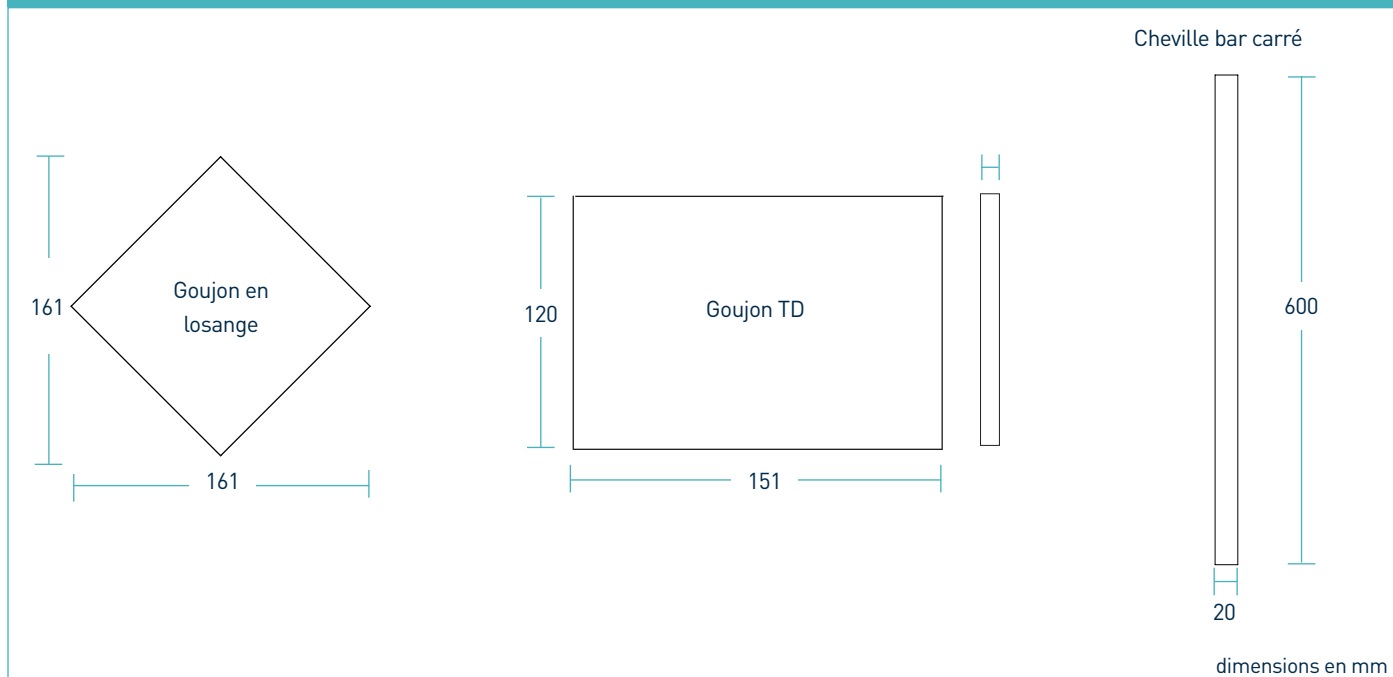 Cheville bar carré
161
Goujon en
losange
161
120
Goujon TD
151
600
20
dimensions en mm